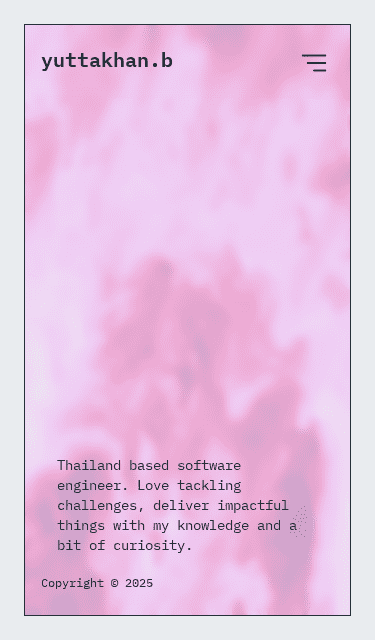 yuttakhan.b
Thailand based software
engineer. Love tackling
challenges, deliver impactful
things with my knowledge and a
bit of curiosity.
Copyright © 2025